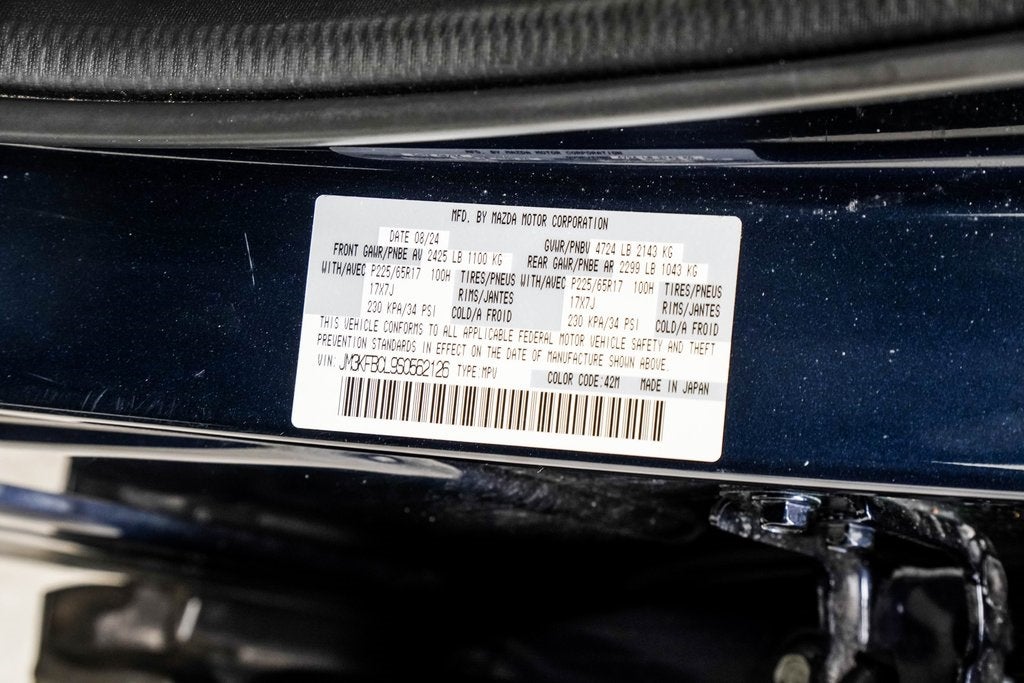 MFD. BY MAZDA MOTOR CORPORATION
MFD. BY MAZDA MOTOR CORPORATION
DATE 08/24 GVWR/PNBV 4724 LB 2143 KG
FRONT GAWR/PNBE AV 2425 LB 1100 KG REAR GAWR/PNBE AR 2299 LB 1043 KG
WITH/AVEC P225/65R17 100H TIRES/PNEUS WITH/AVEC P225/65R17 100H TIRES/PNEUS
17X7J RIMS/JANTES 17X7J RIMS/JANTES
230 KPA/34 PSI COLD/A FROID 230 KPA/34 PSI COLD/A FROID
THIS VEHICLE CONFORMS TO ALL APPLICABLE FEDERAL MOTOR VEHICLE SAFETY AND THEFT
PREVENTION STANDARDS IN EFFECT ON THE DATE OF MANUFACTURE SHOWN ABOVE.
VIN: JM3KFBCL9S0562126 TYPE:MPV COLOR CODE:42M MADE IN JAPAN